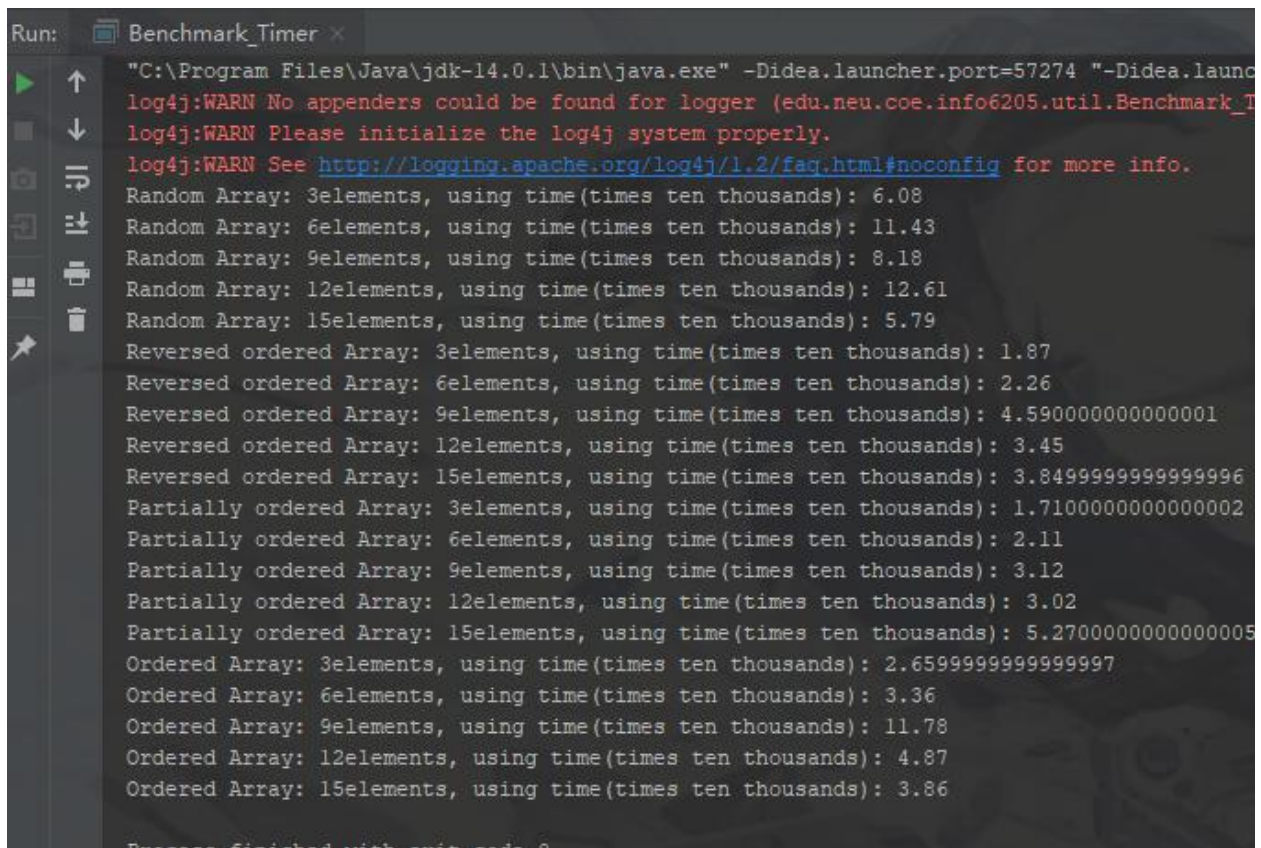 Run: Benchmark_Timer ×
"C:\Program Files\Java\jdk-14.0.1\bin\java.exe" -Didea.launcher.port=57274 "-Didea.launc
log4j:WARN No appenders could be found for logger (edu.neu.coe.info6205.util.Benchmark_T
log4j:WARN Please initialize the log4j system properly.
log4j:WARN See http://logging.apache.org/log4j/1.2/faq.html#noconfig for more info.
Random Array: 3elements, using time(times ten thousands): 6.08
Random Array: 6elements, using time(times ten thousands): 11.43
Random Array: 9elements, using time(times ten thousands): 8.18
Random Array: 12elements, using time(times ten thousands): 12.61
Random Array: 15elements, using time(times ten thousands): 5.79
Reversed ordered Array: 3elements, using time(times ten thousands): 1.87
Reversed ordered Array: 6elements, using time(times ten thousands): 2.26
Reversed ordered Array: 9elements, using time(times ten thousands): 4.590000000000001
Reversed ordered Array: 12elements, using time(times ten thousands): 3.45
Reversed ordered Array: 15elements, using time(times ten thousands): 3.8499999999999996
Partially ordered Array: 3elements, using time(times ten thousands): 1.7100000000000002
Partially ordered Array: 6elements, using time(times ten thousands): 2.11
Partially ordered Array: 9elements, using time(times ten thousands): 3.12
Partially ordered Array: 12elements, using time(times ten thousands): 3.02
Partially ordered Array: 15elements, using time(times ten thousands): 5.2700000000000005
Ordered Array: 3elements, using time(times ten thousands): 2.6599999999999997
Ordered Array: 6elements, using time(times ten thousands): 3.36
Ordered Array: 9elements, using time(times ten thousands): 11.78
Ordered Array: 12elements, using time(times ten thousands): 4.87
Ordered Array: 15elements, using time(times ten thousands): 3.86
Process finished with exit code 0